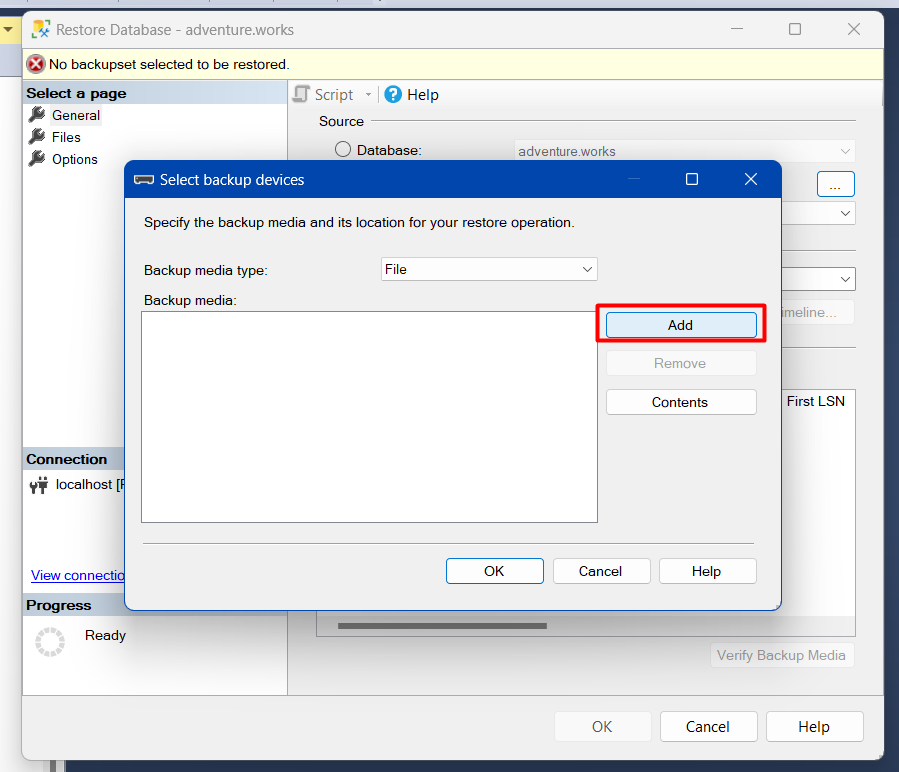 Restore Database - adventure.works
No backupset selected to be restored.
Select a page
General
Files
Options
Script
Help
Source
Database:
adventure.works
...
Select backup devices
Specify the backup media and its location for your restore operation.
Backup media type:
File
Backup media:
Add
Remove
Contents
OK
Cancel
Help
imeline...
First LSN
Connection
localhost [
View connectio
Progress
Ready
Verify Backup Media
OK
Cancel
Help